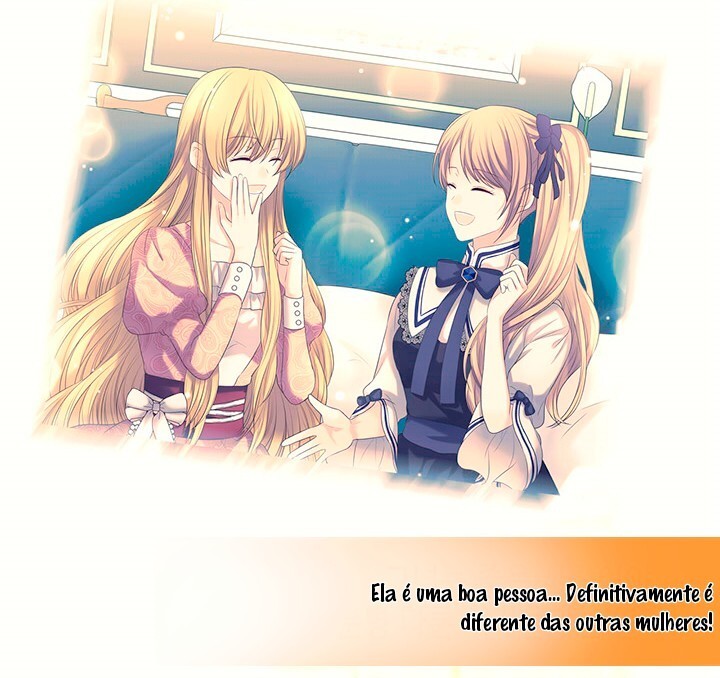 Ela é uma boa pessoa... Definitivamente é
diferente das outras mulheres!